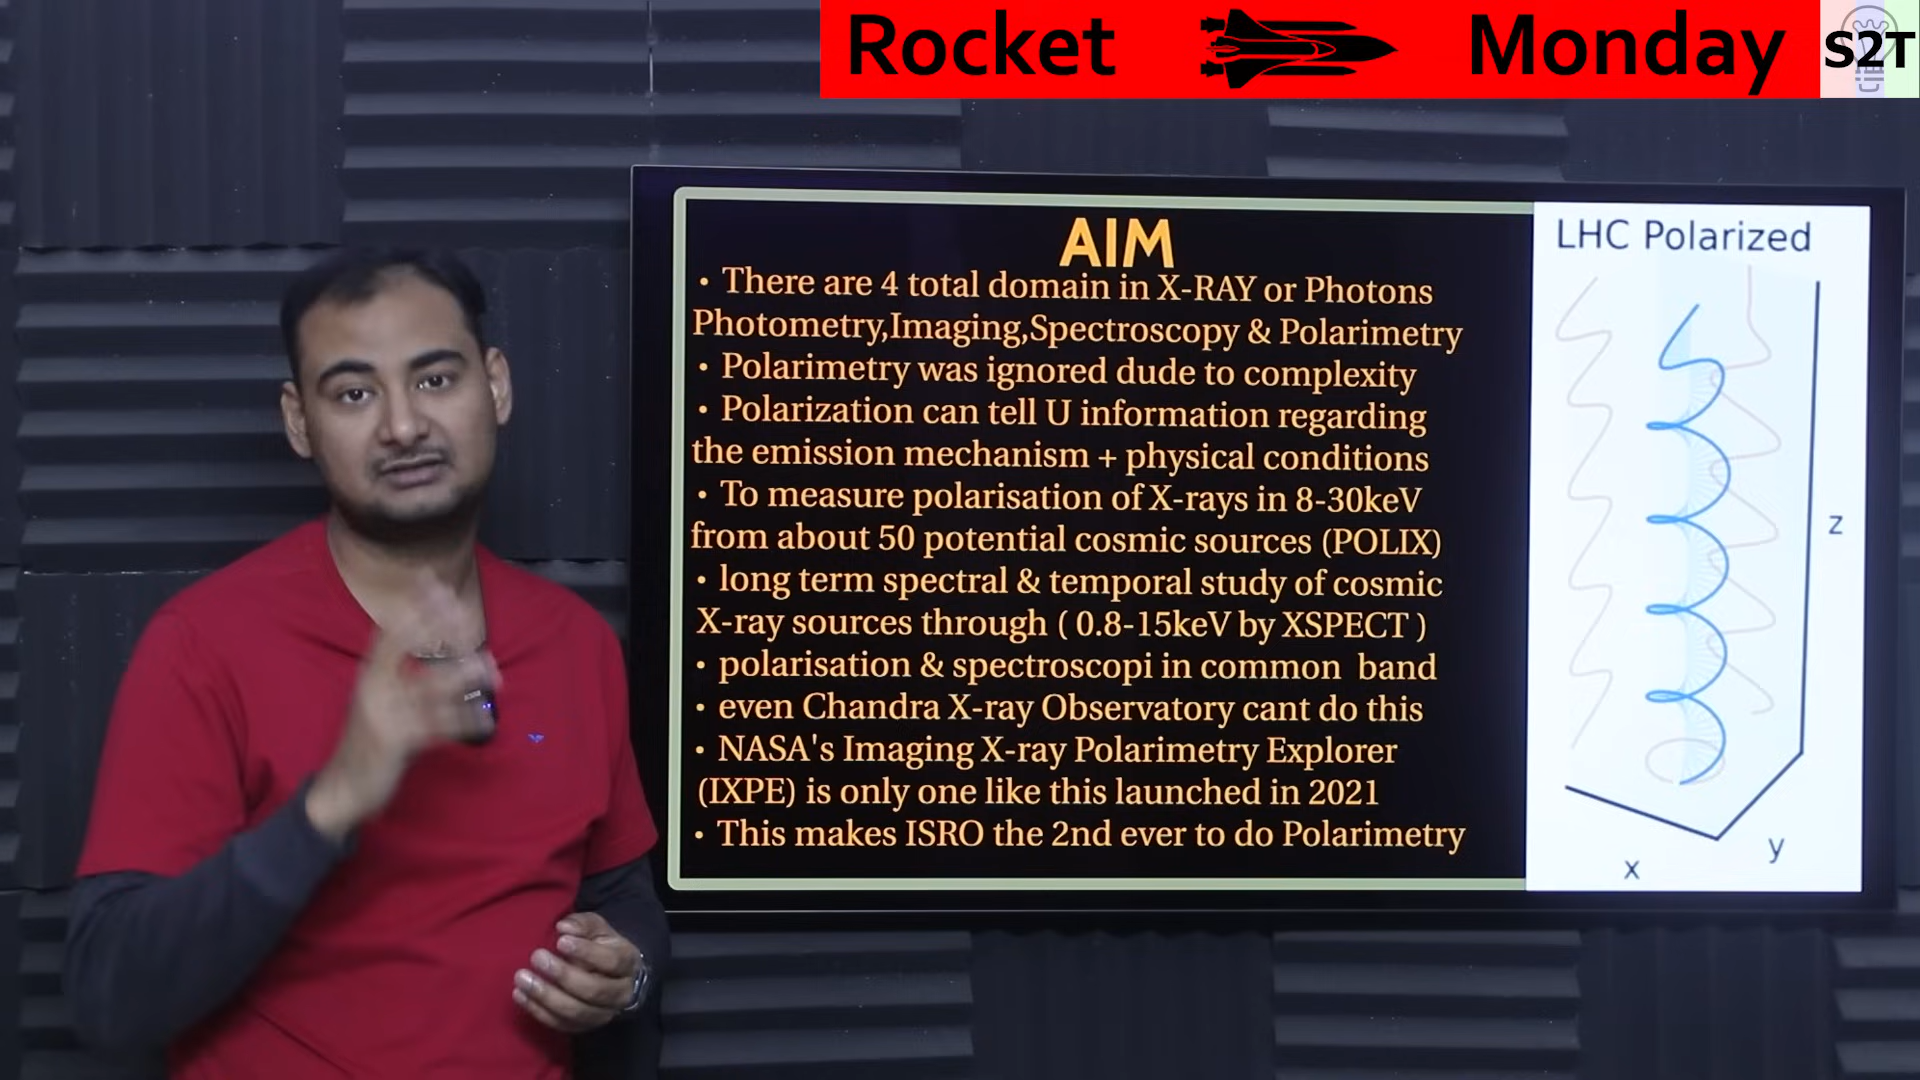 Rocket Monday
S2T
AIM
• There are 4 total domain in X-RAY or Photons
Photometry,Imaging,Spectroscopy & Polarimetry
• Polarimetry was ignored dude to complexity
• Polarization can tell U information regarding
the emission mechanism + physical conditions
• To measure polarisation of X-rays in 8-30keV
from about 50 potential cosmic sources (POLIX)
• long term spectral & temporal study of cosmic
X-ray sources through ( 0.8-15keV by XSPECT )
• polarisation & spectroscopi in common band
• even Chandra X-ray Observatory cant do this
• NASA's Imaging X-ray Polarimetry Explorer
(IXPE) is only one like this launched in 2021
• This makes ISRO the 2nd ever to do Polarimetry
LHC Polarized
z
y
x